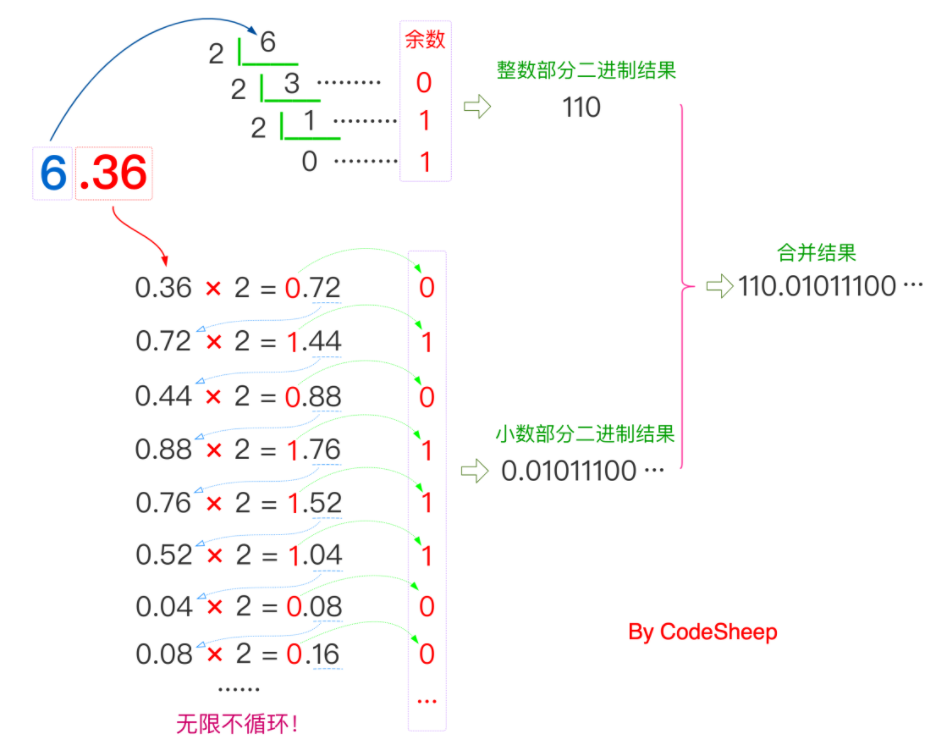 6.36
余数
2 6
2 3 ········· 0
2 1 ········· 1
0 ········· 1
整数部分二进制结果
110
0.36 × 2 = 0.72 0
0.72 × 2 = 1.44 1
0.44 × 2 = 0.88 0
0.88 × 2 = 1.76 1
0.76 × 2 = 1.52 1
0.52 × 2 = 1.04 1
0.04 × 2 = 0.08 0
0.08 × 2 = 0.16 0
······ ···
无限不循环!
小数部分二进制结果
0.01011100 ···
合并结果
110.01011100 ···
By CodeSheep